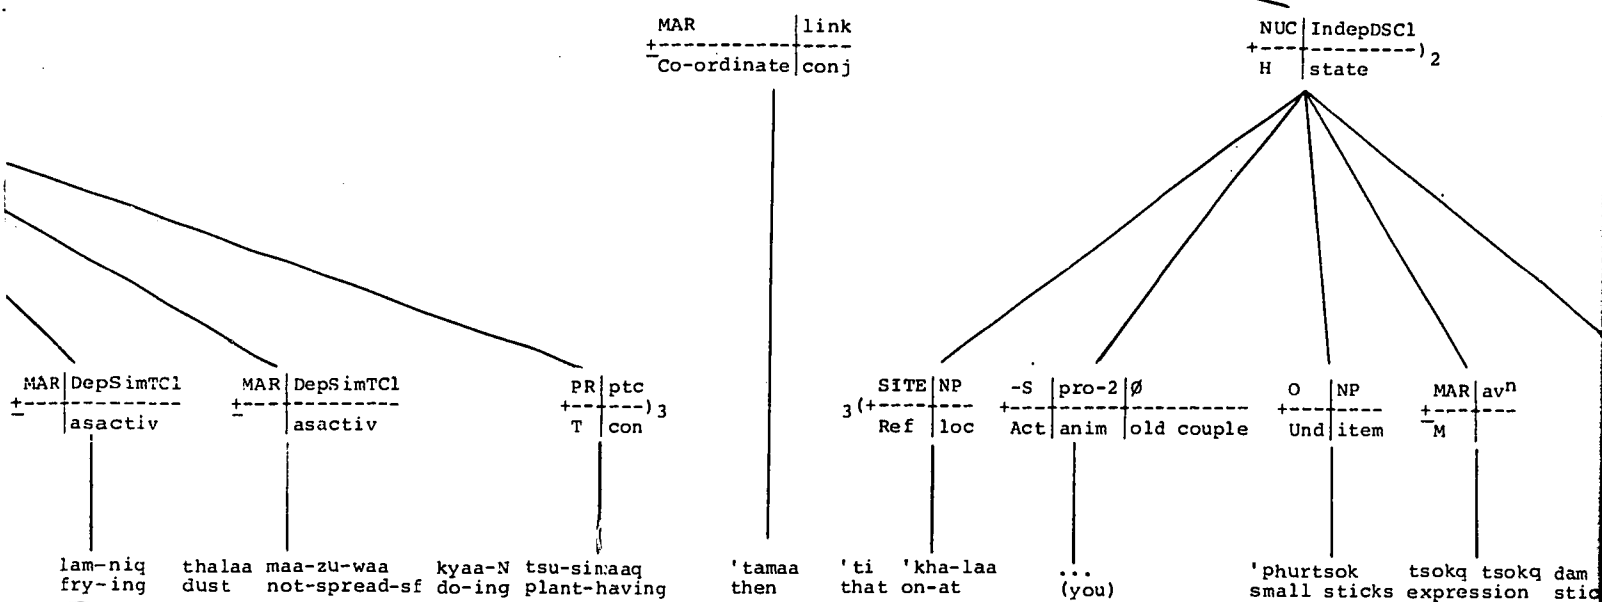 MAR|link
+----------------
Co-ordinate|conj
NUC|IndepDSCl
+--------------)2
H |state
MAR|DepSimTCl
+--------------
|asactiv
MAR|DepSimTCl
+--------------
|asactiv
PR|ptc
+------)3
T |con
SITE|NP
3(+--------
Ref |loc
-S |pro-2|Ø
+---------------------
Act|anim |old couple
O |NP
+---------
Und|item
MAR|avⁿ
+--------
M |
lam-niq thalaa maa-zu-waa kyaa-N tsu-sinaaq 'tamaa 'ti 'kha-laa ... 'phurtsok tsokq tsokq dam
fry-ing dust not-spread-sf do-ing plant-having then that on-at (you) small sticks expression